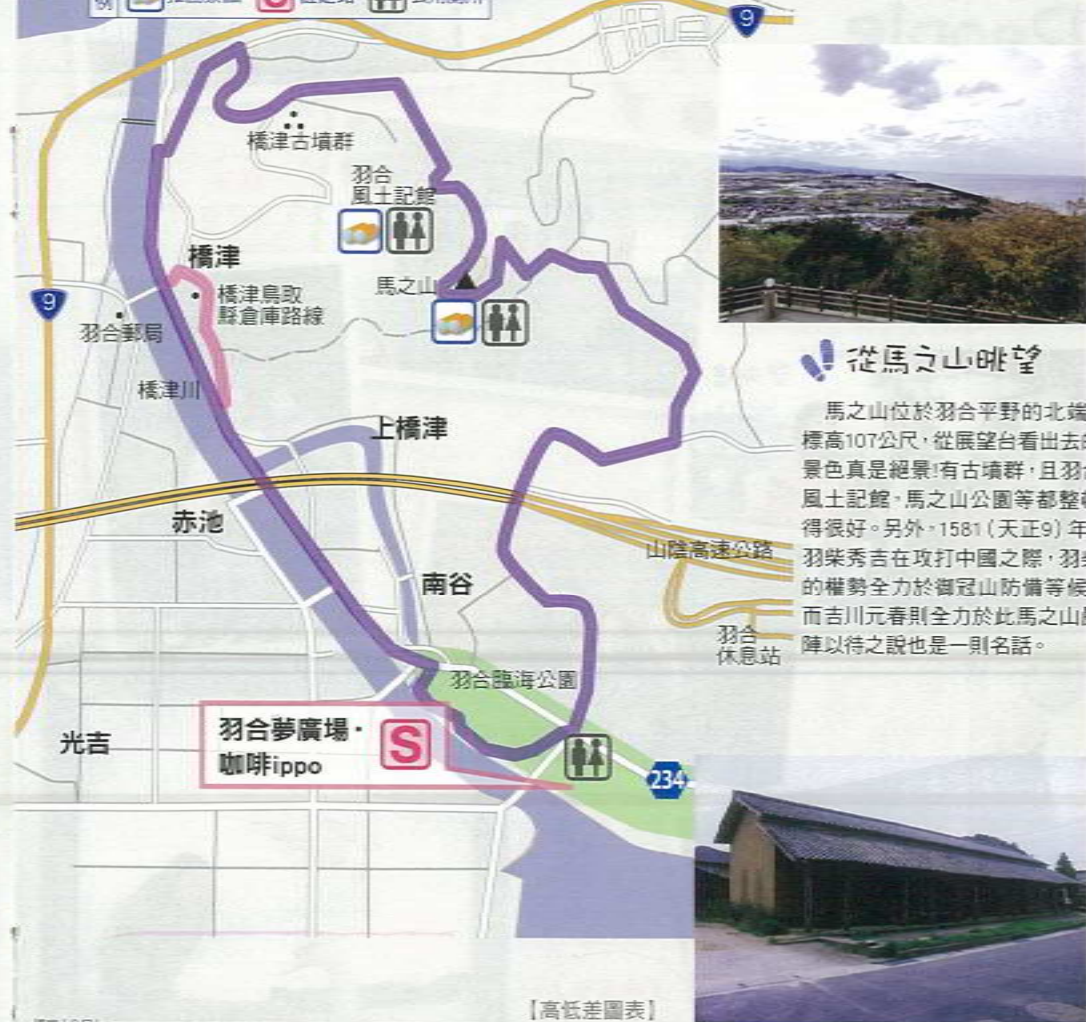 9
橋津古墳群
羽合
風土記館
橋津
馬之山
橋津鳥取
縣倉庫路線
9
羽合郵局
橋津川
上橋津
赤池
南谷
山陰高速公路
羽合
休息站
羽合臨海公園
光吉
羽合夢廣場・
咖啡ippo
S
234
從馬之山眺望
馬之山位於羽合平野的北端
標高107公尺，從展望台看出去的
景色真是絕景!有古墳群，且羽合
風土記館、馬之山公園等都整修
得很好。另外，1581(天正9)年
羽柴秀吉在攻打中國之際，羽柴
的權勢全力於御冠山防備等候
而吉川元春則全力於此馬之山
陣以待之說也是一則名話。
【高低差圖表】